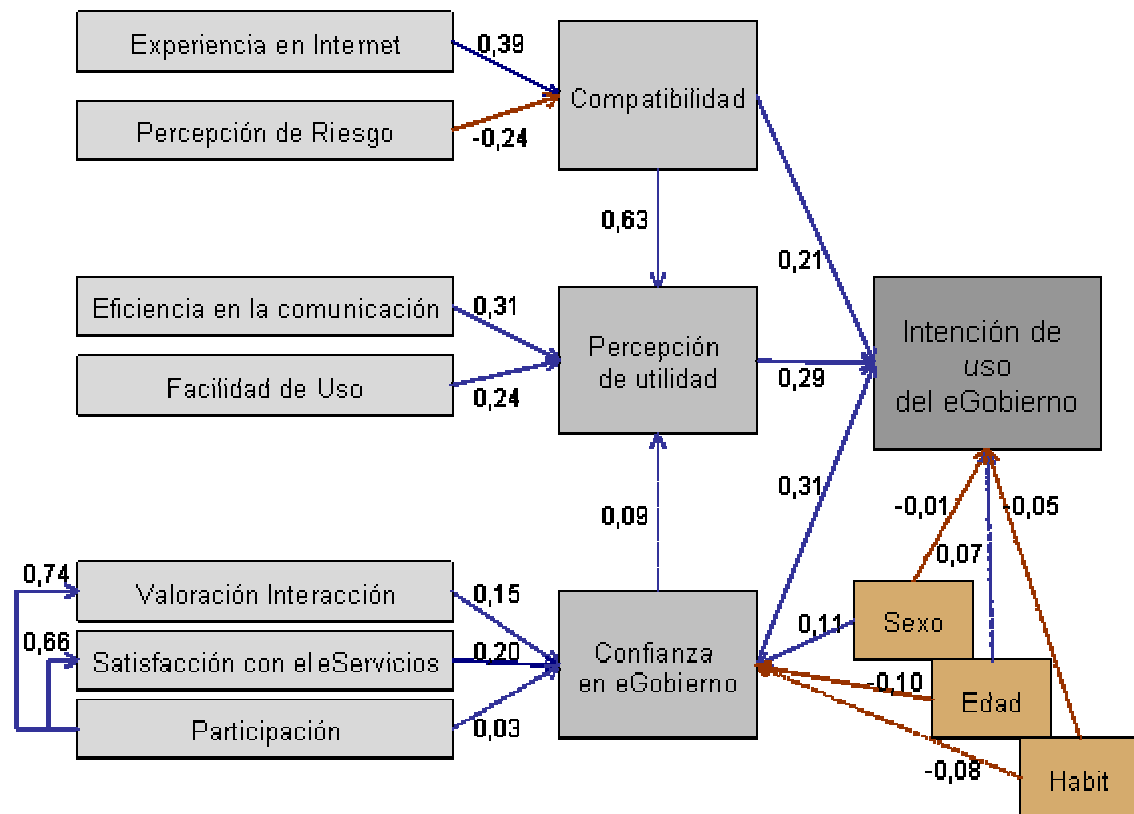 Experiencia en Internet
0,39
Compatibilidad
Percepción de Riesgo
-0,24
0,63
0,21
Eficiencia en la comunicación
0,31
Percepción
de utilidad
0,29
Intención de
uso
del eGobierno
Facilidad de Uso
0,24
0,09
0,31
-0,01
-0,05
0,07
0,74
Valoración Interacción
0,15
0,66
Satisfacción con el eServicios
0,20
Confianza
en eGobierno
0,11
Sexo
Participación
0,03
-0,10
Edad
-0,08
Habit